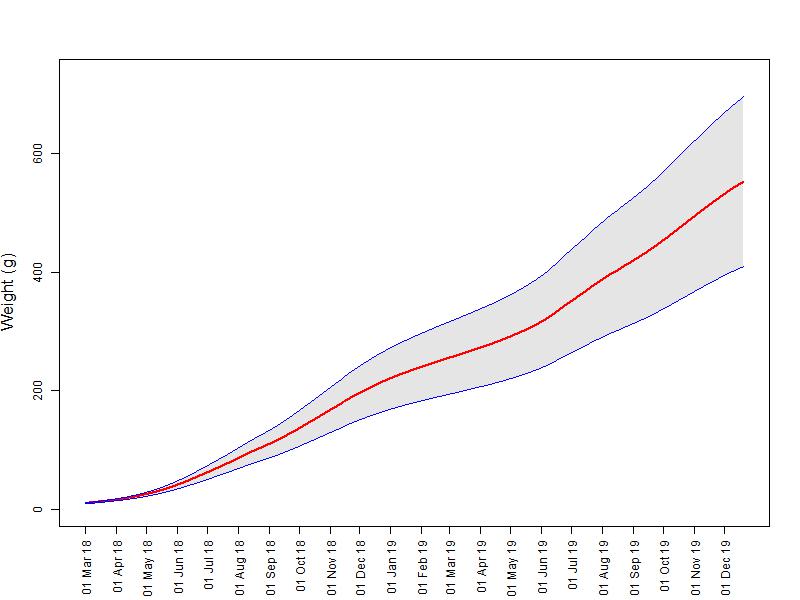 Weight (g)
600
400
200
0
01 Mar 18
01 Apr 18
01 May 18
01 Jun 18
01 Jul 18
01 Aug 18
01 Sep 18
01 Oct 18
01 Nov 18
01 Dec 18
01 Jan 19
01 Feb 19
01 Mar 19
01 Apr 19
01 May 19
01 Jun 19
01 Jul 19
01 Aug 19
01 Sep 19
01 Oct 19
01 Nov 19
01 Dec 19